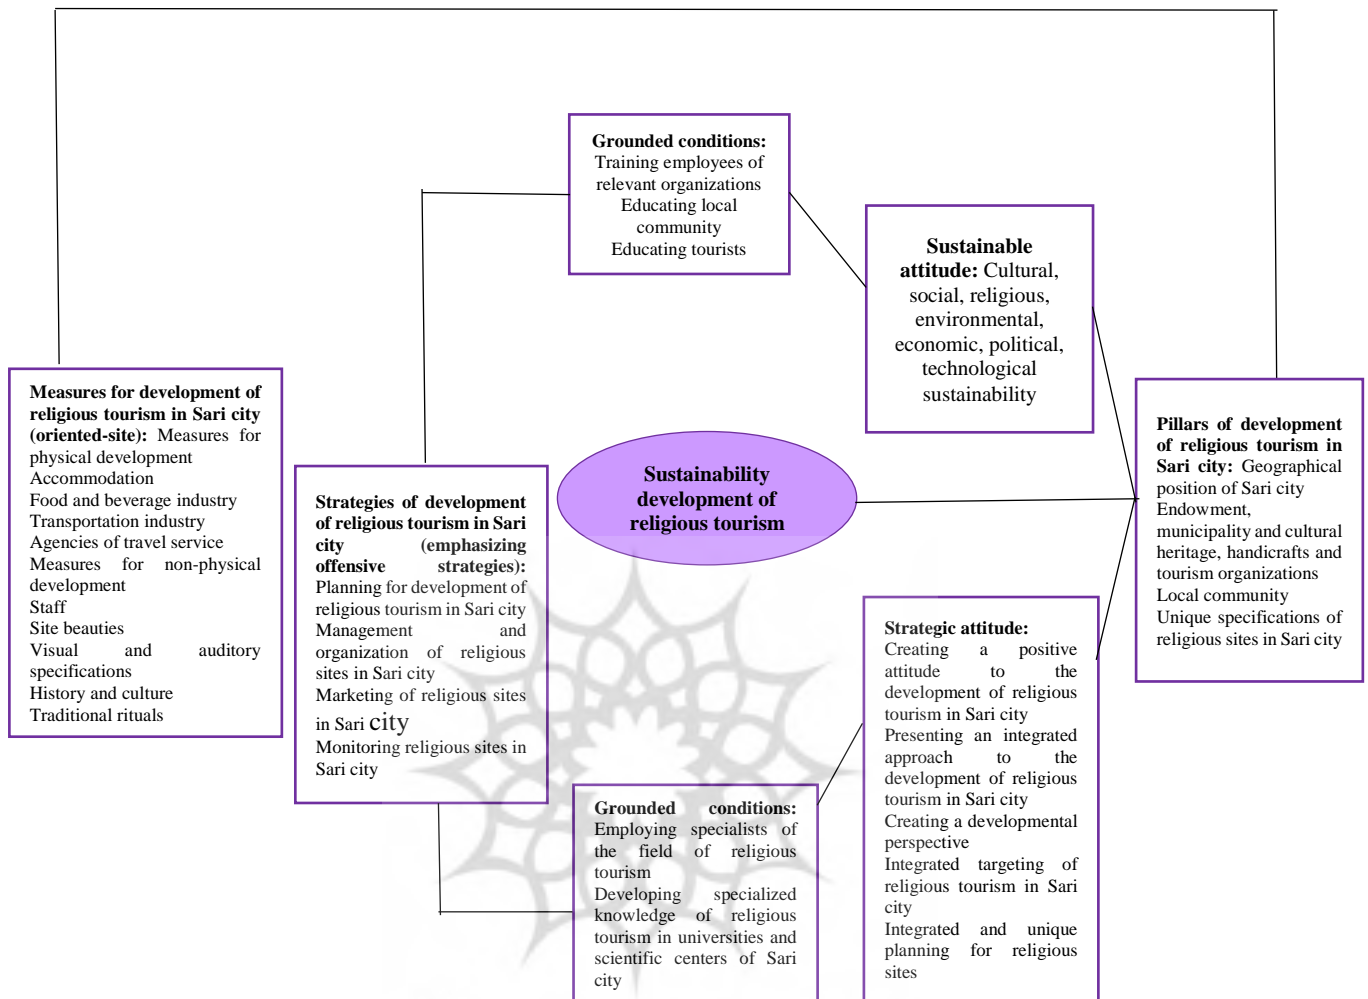 Grounded conditions:
Training employees of
relevant organizations
Educating local
community
Educating tourists
Sustainable
attitude: Cultural,
social, religious,
environmental,
economic, political,
technological
sustainability
Measures for development of
religious tourism in Sari city
(oriented-site): Measures for
physical development
Accommodation
Food and beverage industry
Transportation industry
Agencies of travel service
Measures for non-physical
development
Staff
Site beauties
Visual and auditory
specifications
History and culture
Traditional rituals
Strategies of development
of religious tourism in Sari
city (emphasizing
offensive strategies):
Planning for development of
religious tourism in Sari city
Management and
organization of religious
sites in Sari city
Marketing of religious sites
in Sari city
Monitoring religious sites in
Sari city
Sustainability
development of
religious tourism
Pillars of development
of religious tourism in
Sari city: Geographical
position of Sari city
Endowment,
municipality and cultural
heritage, handicrafts and
tourism organizations
Local community
Unique specifications of
religious sites in Sari city
Grounded conditions:
Employing specialists of
the field of religious
tourism
Developing specialized
knowledge of religious
tourism in universities and
scientific centers of Sari
city
Strategic attitude:
Creating a positive
attitude to the
development of religious
tourism in Sari city
Presenting an integrated
approach to the
development of religious
tourism in Sari city
Creating a developmental
perspective
Integrated targeting of
religious tourism in Sari
city
Integrated and unique
planning for religious
sites